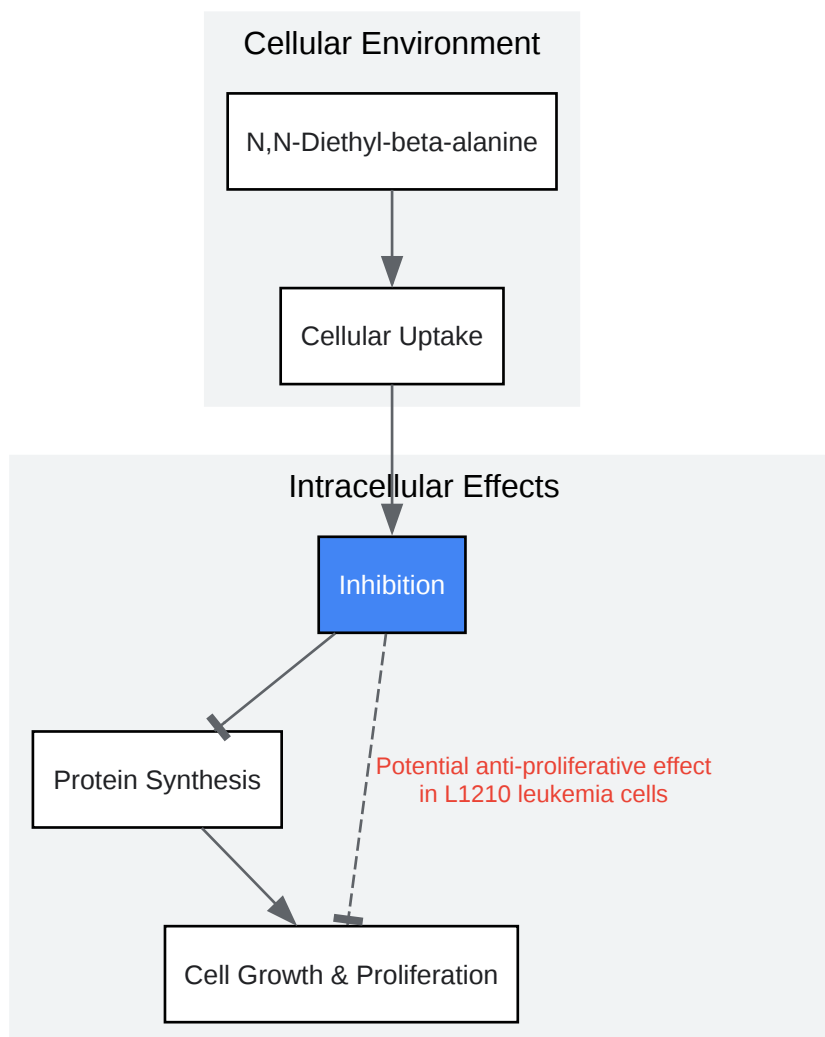 Cellular Environment
N,N-Diethyl-beta-alanine
Cellular Uptake
Intracellular Effects
Inhibition
Protein Synthesis
Potential anti-proliferative effect
in L1210 leukemia cells
Cell Growth & Proliferation